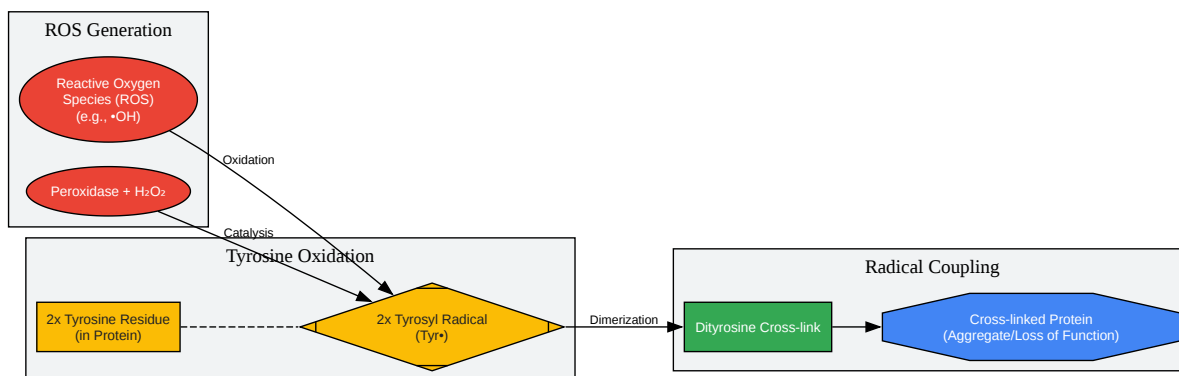 ROS Generation
Reactive Oxygen
Species (ROS)
(e.g., •OH)
Oxidation
Peroxidase + H₂O₂
Catalysis
Tyrosine Oxidation
2x Tyrosine Residue
(in Protein)
2x Tyrosyl Radical
(Tyr•)
Dimerization
Radical Coupling
Dityrosine Cross-link
Cross-linked Protein
(Aggregate/Loss of Function)